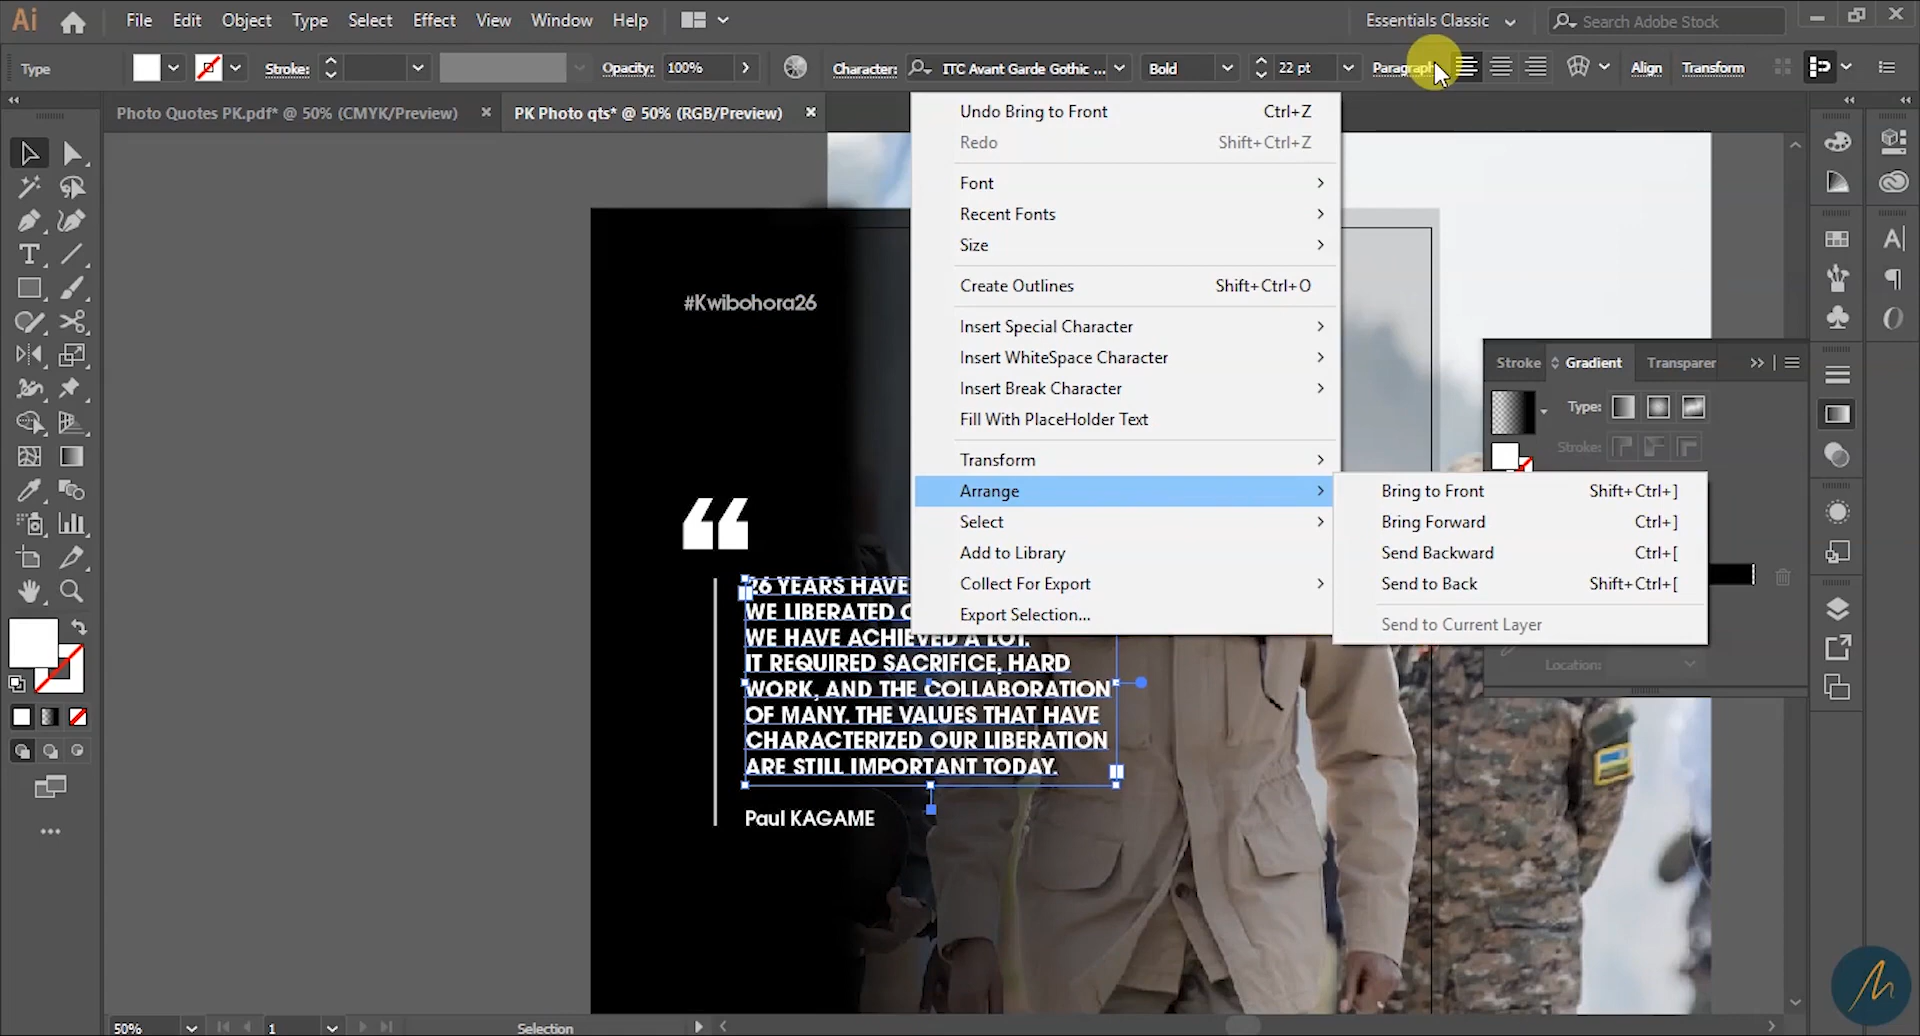 Ai
File Edit Object Type Select Effect View Window Help
Essentials Classic
Search Adobe Stock
Type
Stroke:
Opacity: 100%
Character: ITC Avant Garde Gothic ... Bold 22 pt
Paragraph
Align
Transform
Photo Quotes PK.pdf* @ 50% (CMYK/Preview)
PK Photo qts* @ 50% (RGB/Preview)
Undo Bring to Front Ctrl+Z
Redo Shift+Ctrl+Z
Font
Recent Fonts
Size
Create Outlines Shift+Ctrl+O
Insert Special Character
Insert WhiteSpace Character
Insert Break Character
Fill With PlaceHolder Text
Transform
Arrange
Select
Add to Library
Collect For Export
Export Selection...
Bring to Front Shift+Ctrl+]
Bring Forward Ctrl+]
Send Backward Ctrl+[
Send to Back Shift+Ctrl+[
Send to Current Layer
Stroke Gradient Transparer
Type:
Stroke:
Location:
#Kwibohora26
“
26 YEARS HAVE
WE LIBERATED
WE HAVE ACHIEVED A LOT.
IT REQUIRED SACRIFICE, HARD
WORK, AND THE COLLABORATION
OF MANY. THE VALUES THAT HAVE
CHARACTERIZED OUR LIBERATION
ARE STILL IMPORTANT TODAY.
Paul KAGAME
50% 1 Selection